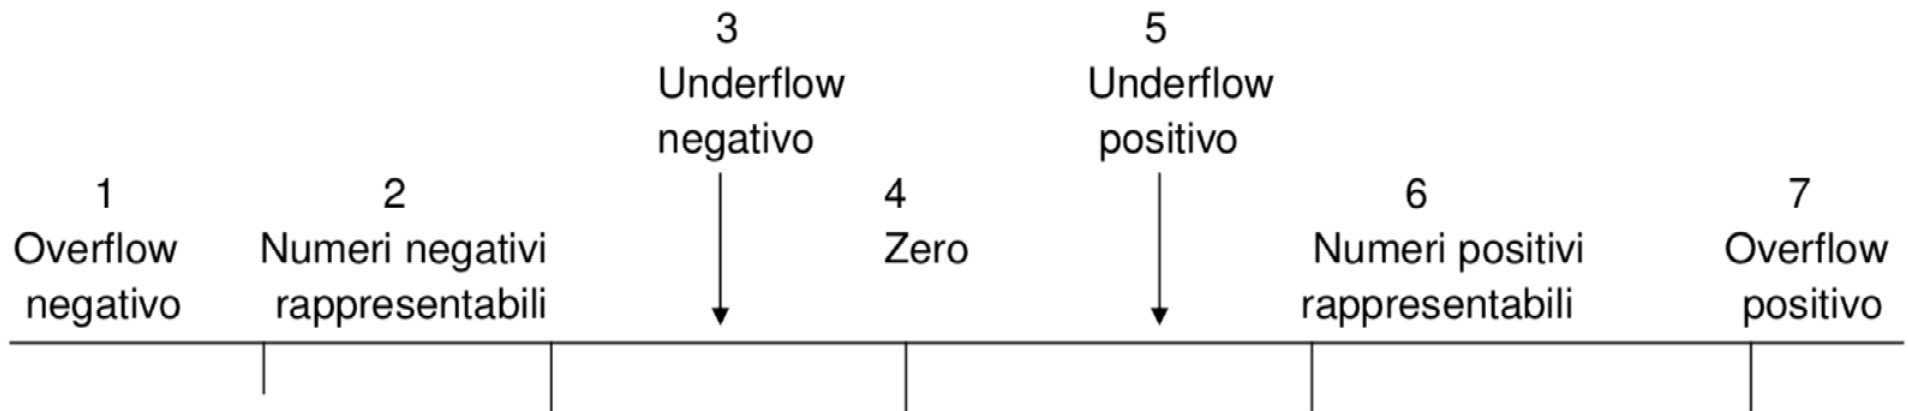 3
Underflow
negativo
5
Underflow
positivo
1
Overflow
negativo
2
Numeri negativi
rappresentabili
4
Zero
6
Numeri positivi
rappresentabili
7
Overflow
positivo